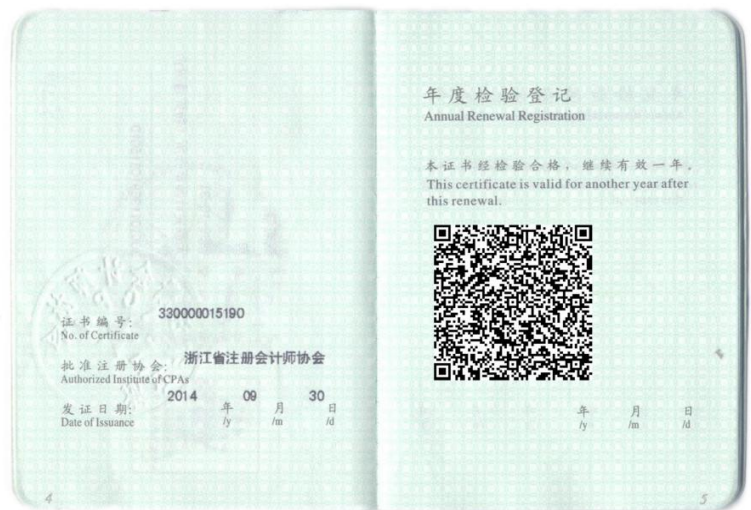 证书编号: 330000015190
No. of Certificate
批准注册协会: 浙江省注册会计师协会
Authorized Institute of CPAs
发证日期: 2014 年 09 月 30 日
Date of Issuance /y /m /d
4
年度检验登记
Annual Renewal Registration
本证书经检验合格，继续有效一年。
This certificate is valid for another year after
this renewal.
年 月 日
/y /m /d
5